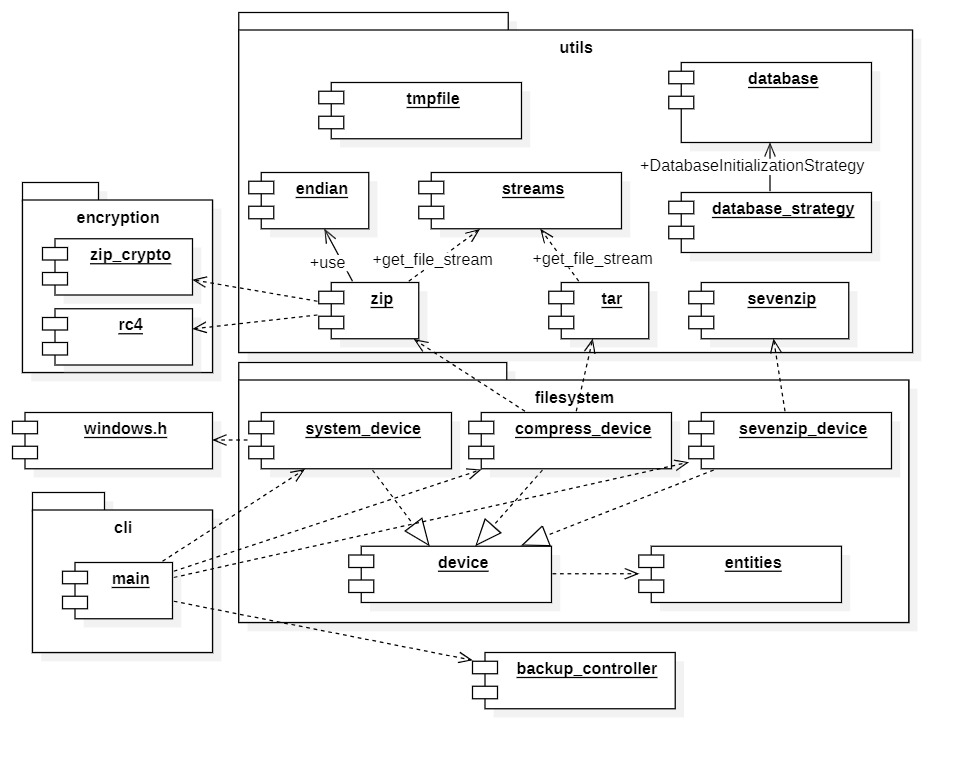 utils
database
tmpfile
+DatabaseInitializationStrategy
endian
streams
database_strategy
encryption
zip_crypto
+use
+get_file_stream
+get_file_stream
zip
tar
sevenzip
rc4
filesystem
windows.h
system_device
compress_device
sevenzip_device
cli
main
device
entities
backup_controller